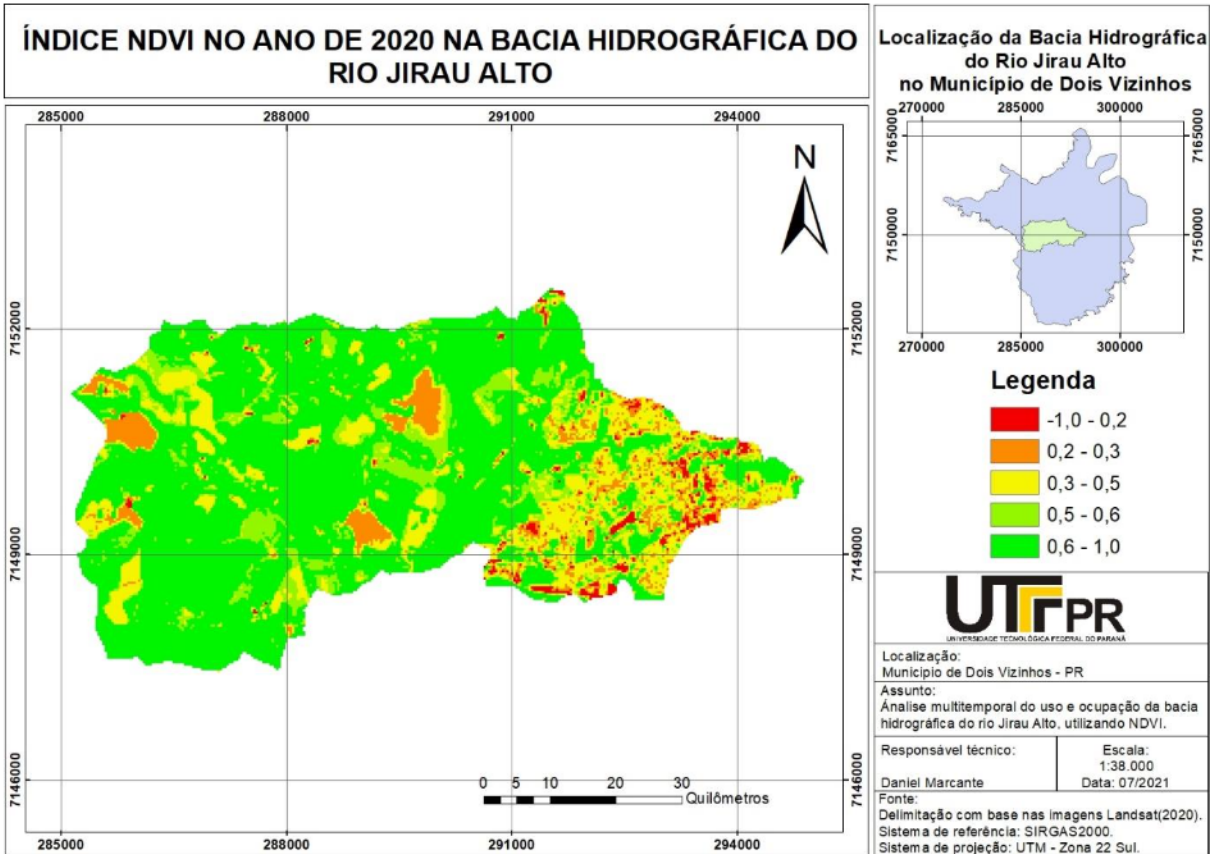 ÍNDICE NDVI NO ANO DE 2020 NA BACIA HIDROGRÁFICA DO
RIO JIRAU ALTO
285000 288000 291000 294000
7152000 7152000
7149000 7149000
7146000 7146000
285000 288000 291000 294000
N
0 5 10 20 30
Quilômetros
Localização da Bacia Hidrográfica
do Rio Jirau Alto
no Município de Dois Vizinhos
270000 285000 300000
7165000 7165000
7150000 7150000
270000 285000 300000
Legenda
-1,0 - 0,2
0,2 - 0,3
0,3 - 0,5
0,5 - 0,6
0,6 - 1,0
UTFPR
UNIVERSIDADE TECNOLÓGICA FEDERAL DO PARANÁ
Localização:
Municipio de Dois Vizinhos - PR
Assunto:
Ánalise multitemporal do uso e ocupação da bacia
hidrográfica do rio Jirau Alto, utilizando NDVI.
Responsável técnico:
Daniel Marcante
Escala:
1:38.000
Data: 07/2021
Fonte:
Delimitação com base nas imagens Landsat(2020).
Sistema de referência: SIRGAS2000.
Sistema de projeção: UTM - Zona 22 Sul.